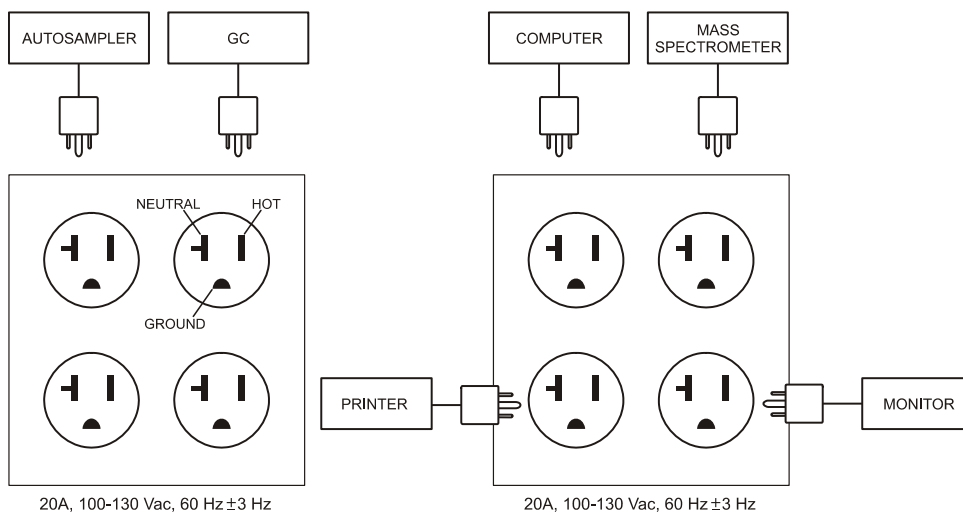 AUTOSAMPLER
GC
COMPUTER
MASS
SPECTROMETER
NEUTRAL
HOT
GROUND
PRINTER
MONITOR
20A, 100-130 Vac, 60 Hz ±3 Hz
20A, 100-130 Vac, 60 Hz ±3 Hz